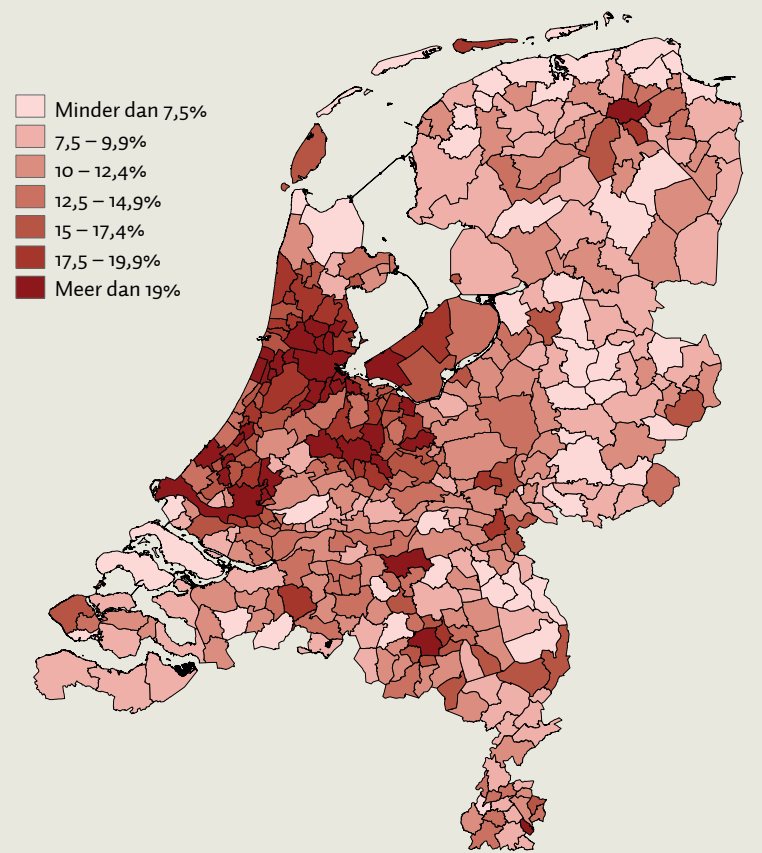 Minder dan 7,5%
7,5 – 9,9%
10 – 12,4%
12,5 – 14,9%
15 – 17,4%
17,5 – 19,9%
Meer dan 19%